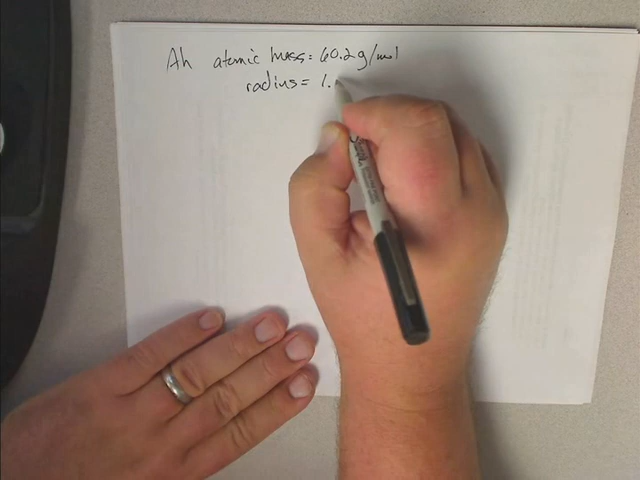 Ah atomic mass = 60.2g/mol
radius = 1.